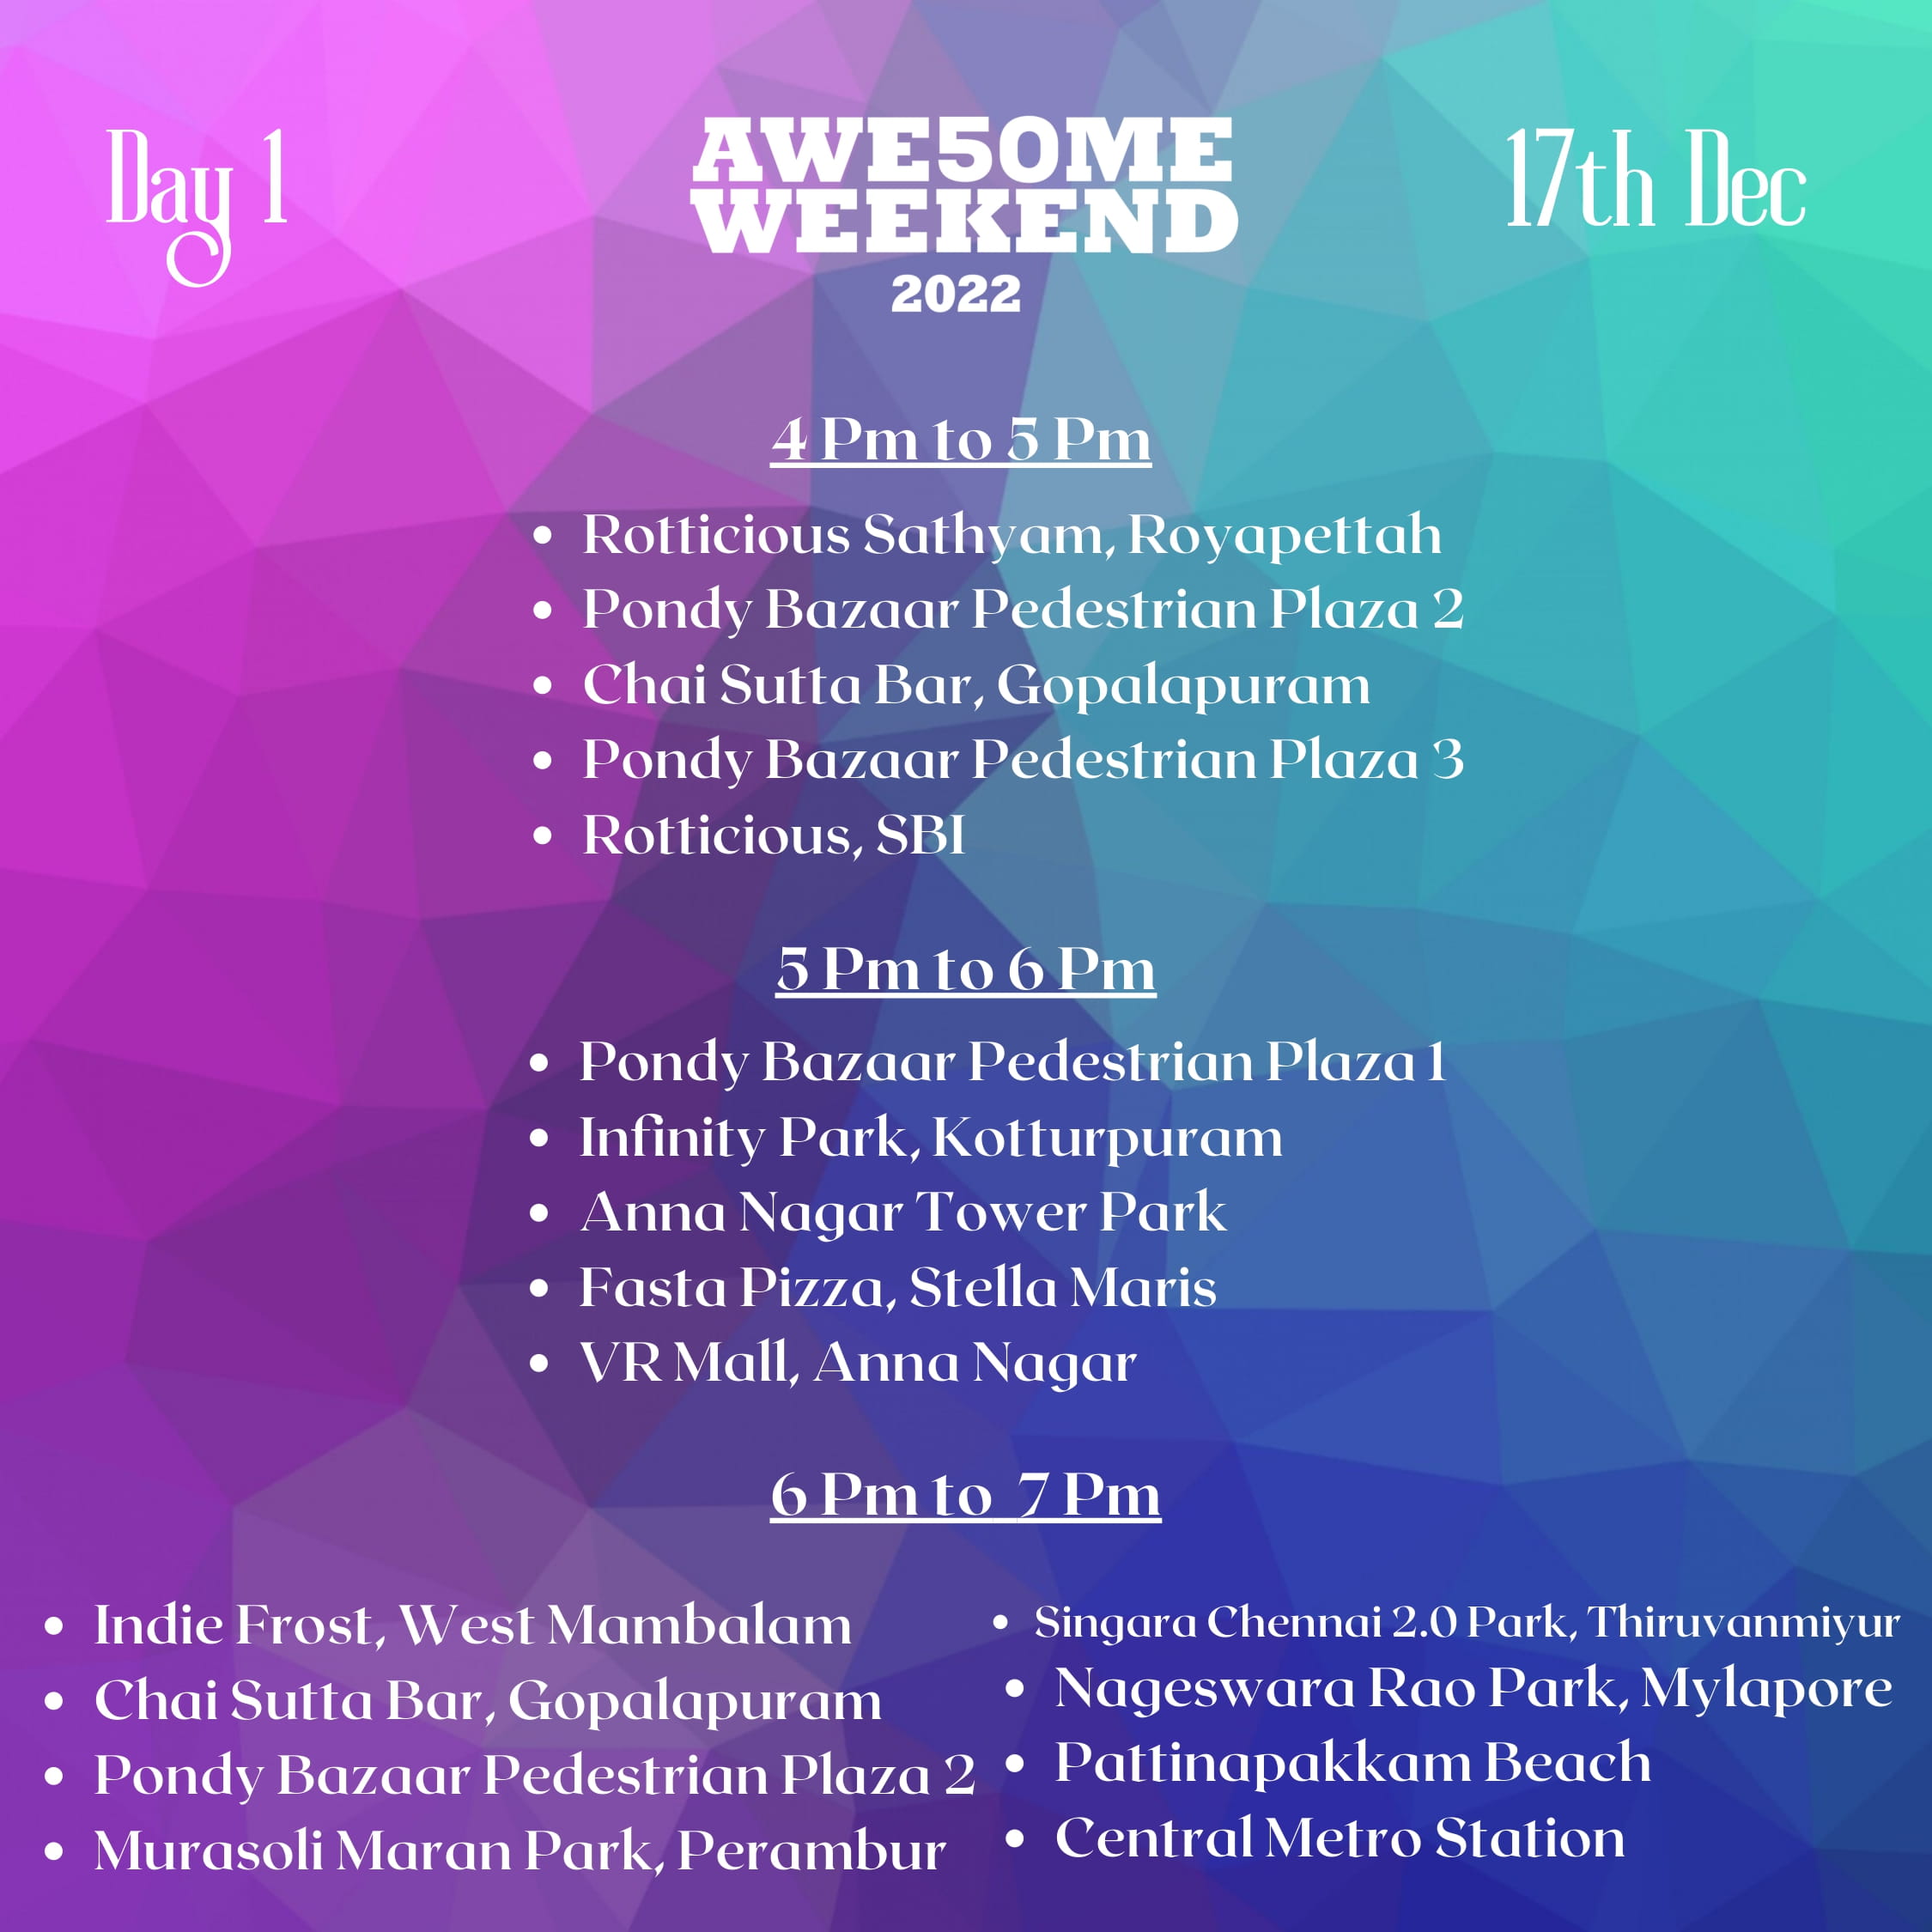 Day 1
AWE50ME
WEEKEND
2022
17th Dec
4 Pm to 5 Pm
• Rotticious Sathyam, Royapettah
• Pondy Bazaar Pedestrian Plaza 2
• Chai Sutta Bar, Gopalapuram
• Pondy Bazaar Pedestrian Plaza 3
• Rotticious, SBI
5 Pm to 6 Pm
• Pondy Bazaar Pedestrian Plaza 1
• Infinity Park, Kotturpuram
• Anna Nagar Tower Park
• Fasta Pizza, Stella Maris
• VR Mall, Anna Nagar
6 Pm to 7 Pm
• Indie Frost, West Mambalam
• Chai Sutta Bar, Gopalapuram
• Pondy Bazaar Pedestrian Plaza 2
• Murasoli Maran Park, Perambur
• Singara Chennai 2.0 Park, Thiruvanmiyur
• Nageswara Rao Park, Mylapore
• Pattinapakkam Beach
• Central Metro Station